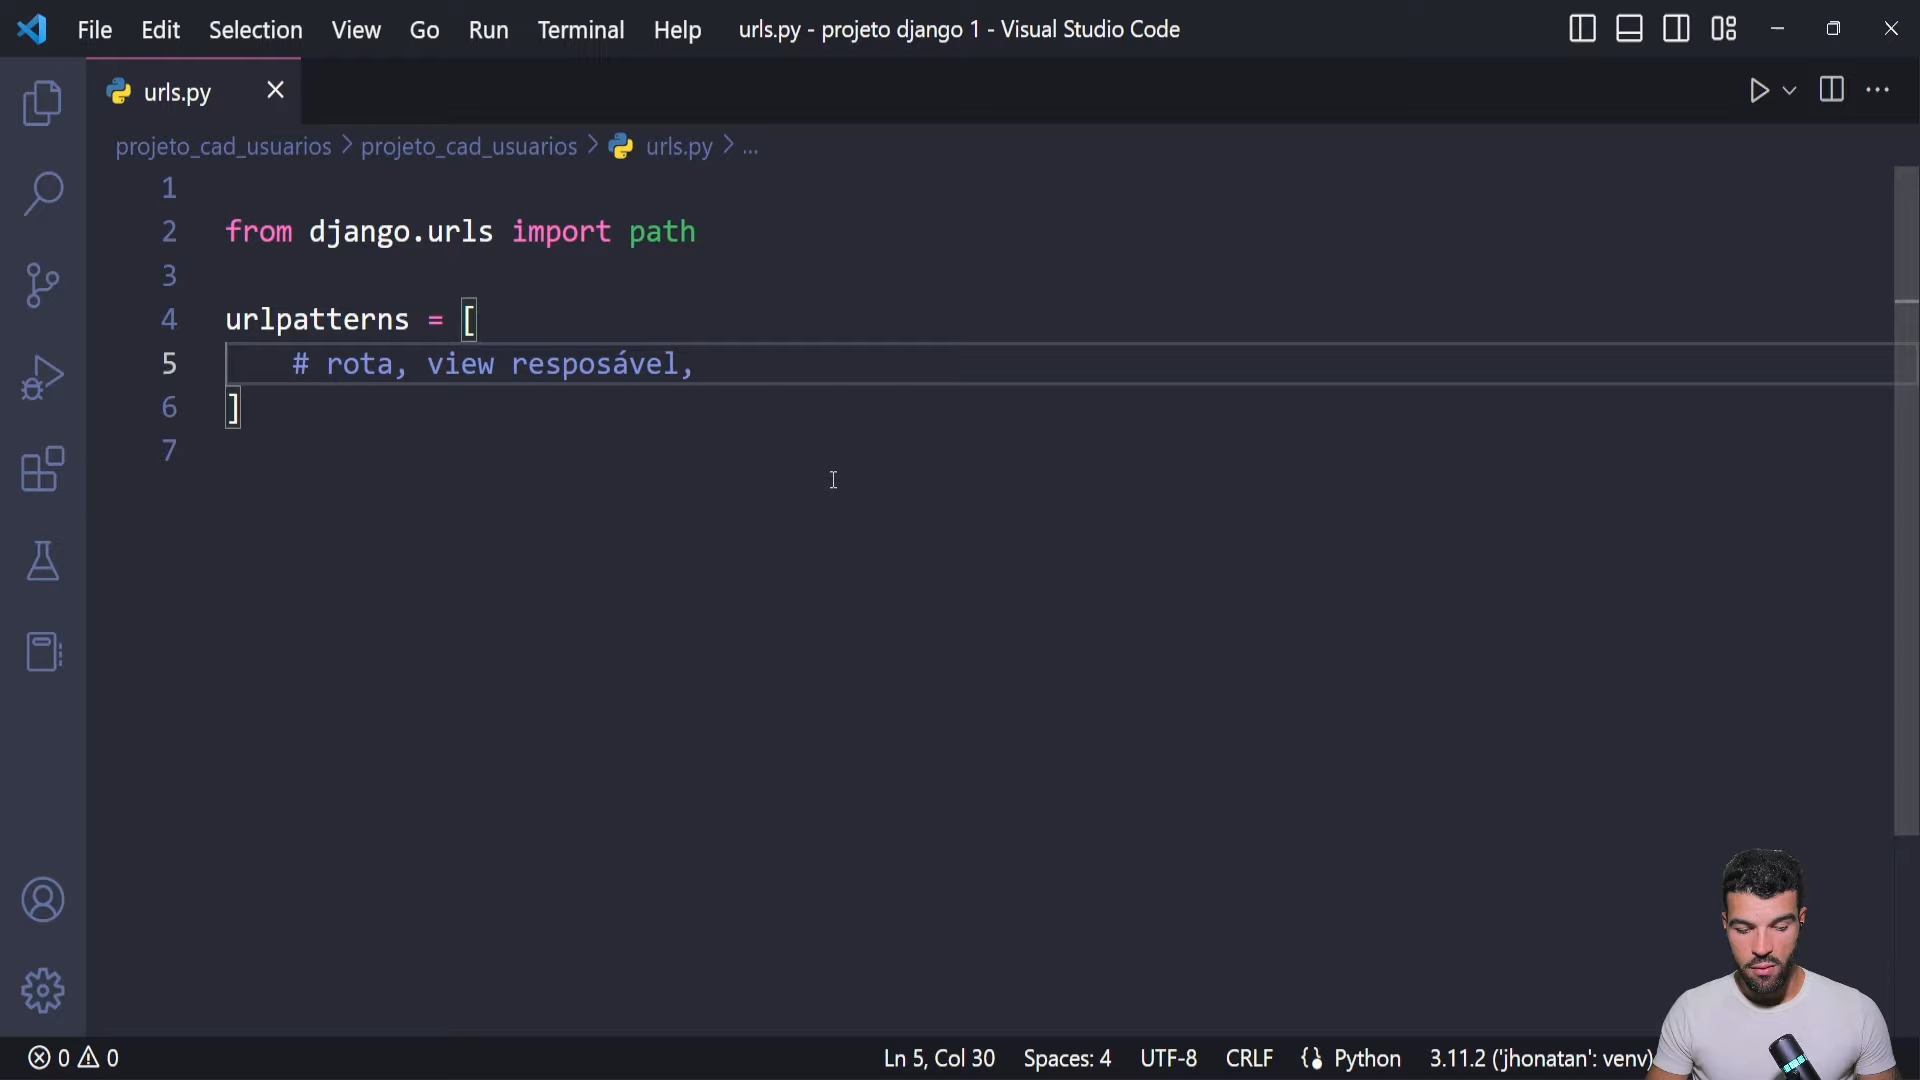 File Edit Selection View Go Run Terminal Help urls.py - projeto django 1 - Visual Studio Code
urls.py
projeto_cad_usuarios > projeto_cad_usuarios > urls.py > ...
1
2 from django.urls import path
3
4 urlpatterns = [
5 # rota, view resposável,
6 ]
7
0 0 Ln 5, Col 30 Spaces: 4 UTF-8 CRLF Python 3.11.2 ('jhonatan': venv)